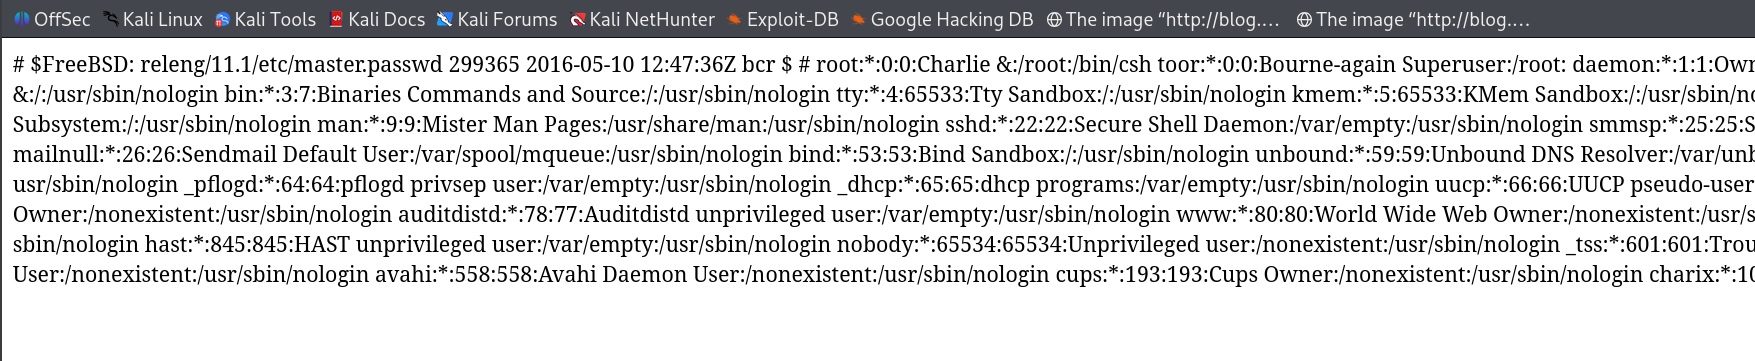 OffSec Kali Linux Kali Tools Kali Docs Kali Forums Kali NetHunter Exploit-DB Google Hacking DB The image “http://blog.… The image “http://blog.…
# $FreeBSD: releng/11.1/etc/master.passwd 299365 2016-05-10 12:47:36Z bcr $ # root:*:0:0:Charlie &:/root:/bin/csh toor:*:0:0:Bourne-again Superuser:/root: daemon:*:1:1:Own
&:/:/usr/sbin/nologin bin:*:3:7:Binaries Commands and Source:/:/usr/sbin/nologin tty:*:4:65533:Tty Sandbox:/:/usr/sbin/nologin kmem:*:5:65533:KMem Sandbox:/:/usr/sbin/no
Subsystem:/:/usr/sbin/nologin man:*:9:9:Mister Man Pages:/usr/share/man:/usr/sbin/nologin sshd:*:22:22:Secure Shell Daemon:/var/empty:/usr/sbin/nologin smmsp:*:25:25:S
mailnull:*:26:26:Sendmail Default User:/var/spool/mqueue:/usr/sbin/nologin bind:*:53:53:Bind Sandbox:/:/usr/sbin/nologin unbound:*:59:59:Unbound DNS Resolver:/var/unb
usr/sbin/nologin _pflogd:*:64:64:pflogd privsep user:/var/empty:/usr/sbin/nologin _dhcp:*:65:65:dhcp programs:/var/empty:/usr/sbin/nologin uucp:*:66:66:UUCP pseudo-user
Owner:/nonexistent:/usr/sbin/nologin auditdistd:*:78:77:Auditdistd unprivileged user:/var/empty:/usr/sbin/nologin www:*:80:80:World Wide Web Owner:/nonexistent:/usr/s
sbin/nologin hast:*:845:845:HAST unprivileged user:/var/empty:/usr/sbin/nologin nobody:*:65534:65534:Unprivileged user:/nonexistent:/usr/sbin/nologin _tss:*:601:601:Trou
User:/nonexistent:/usr/sbin/nologin avahi:*:558:558:Avahi Daemon User:/nonexistent:/usr/sbin/nologin cups:*:193:193:Cups Owner:/nonexistent:/usr/sbin/nologin charix:*:10